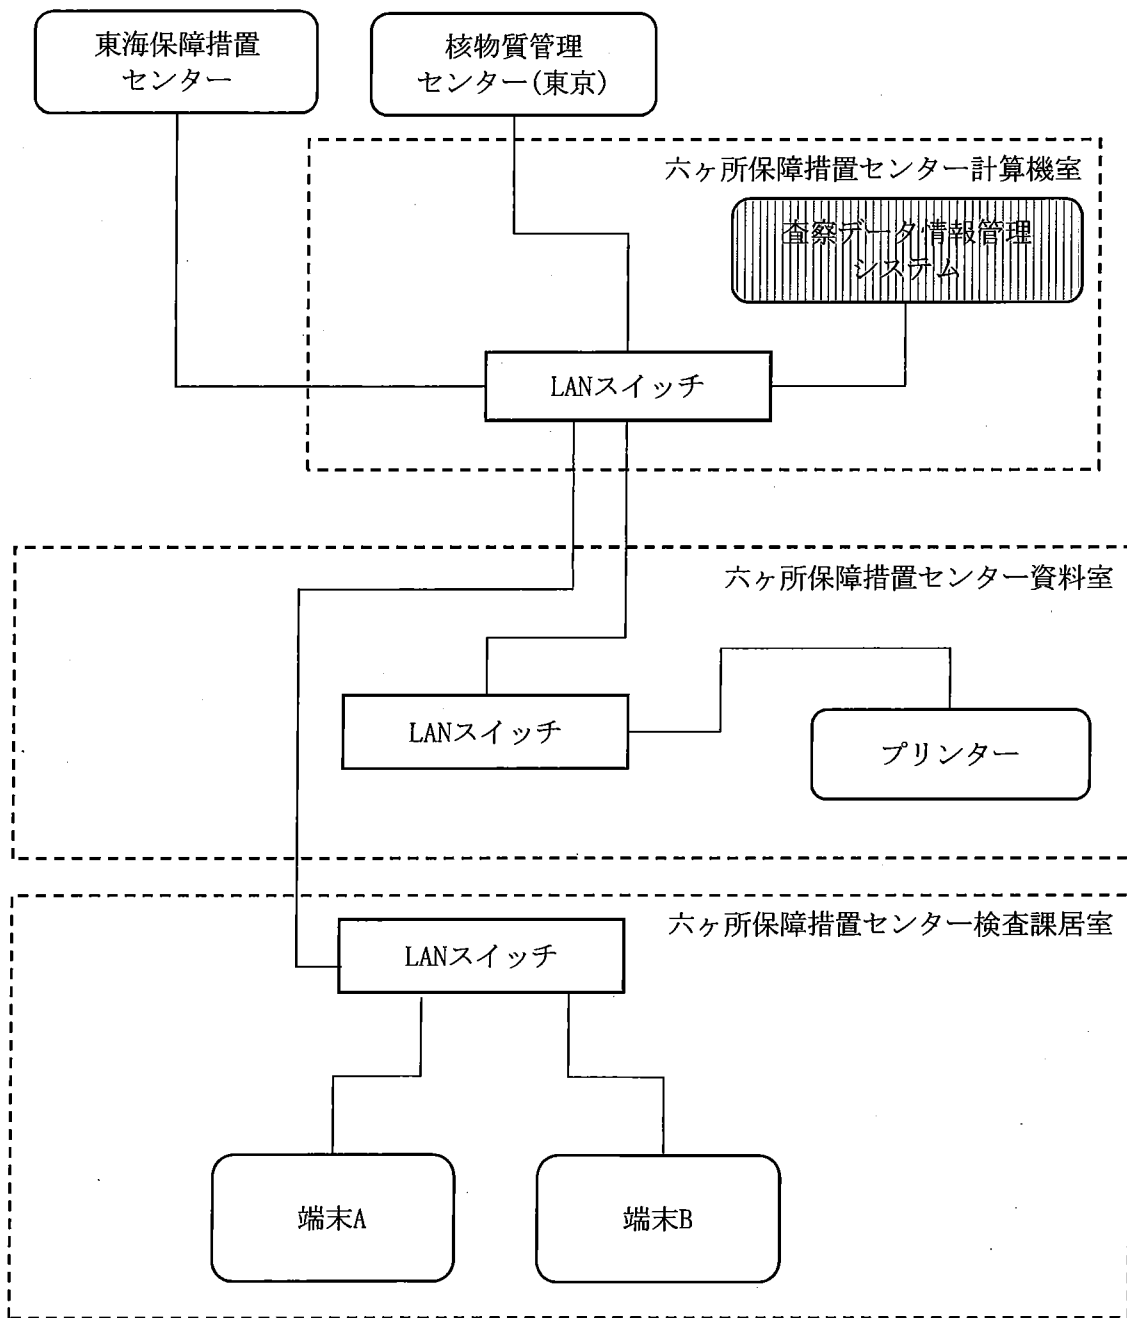 東海保障措置
センター
核物質管理
センター(東京)
六ヶ所保障措置センター計算機室
査察データ情報管理
システム
LANスイッチ
六ヶ所保障措置センター資料室
LANスイッチ
プリンター
六ヶ所保障措置センター検査課居室
LANスイッチ
端末A
端末B